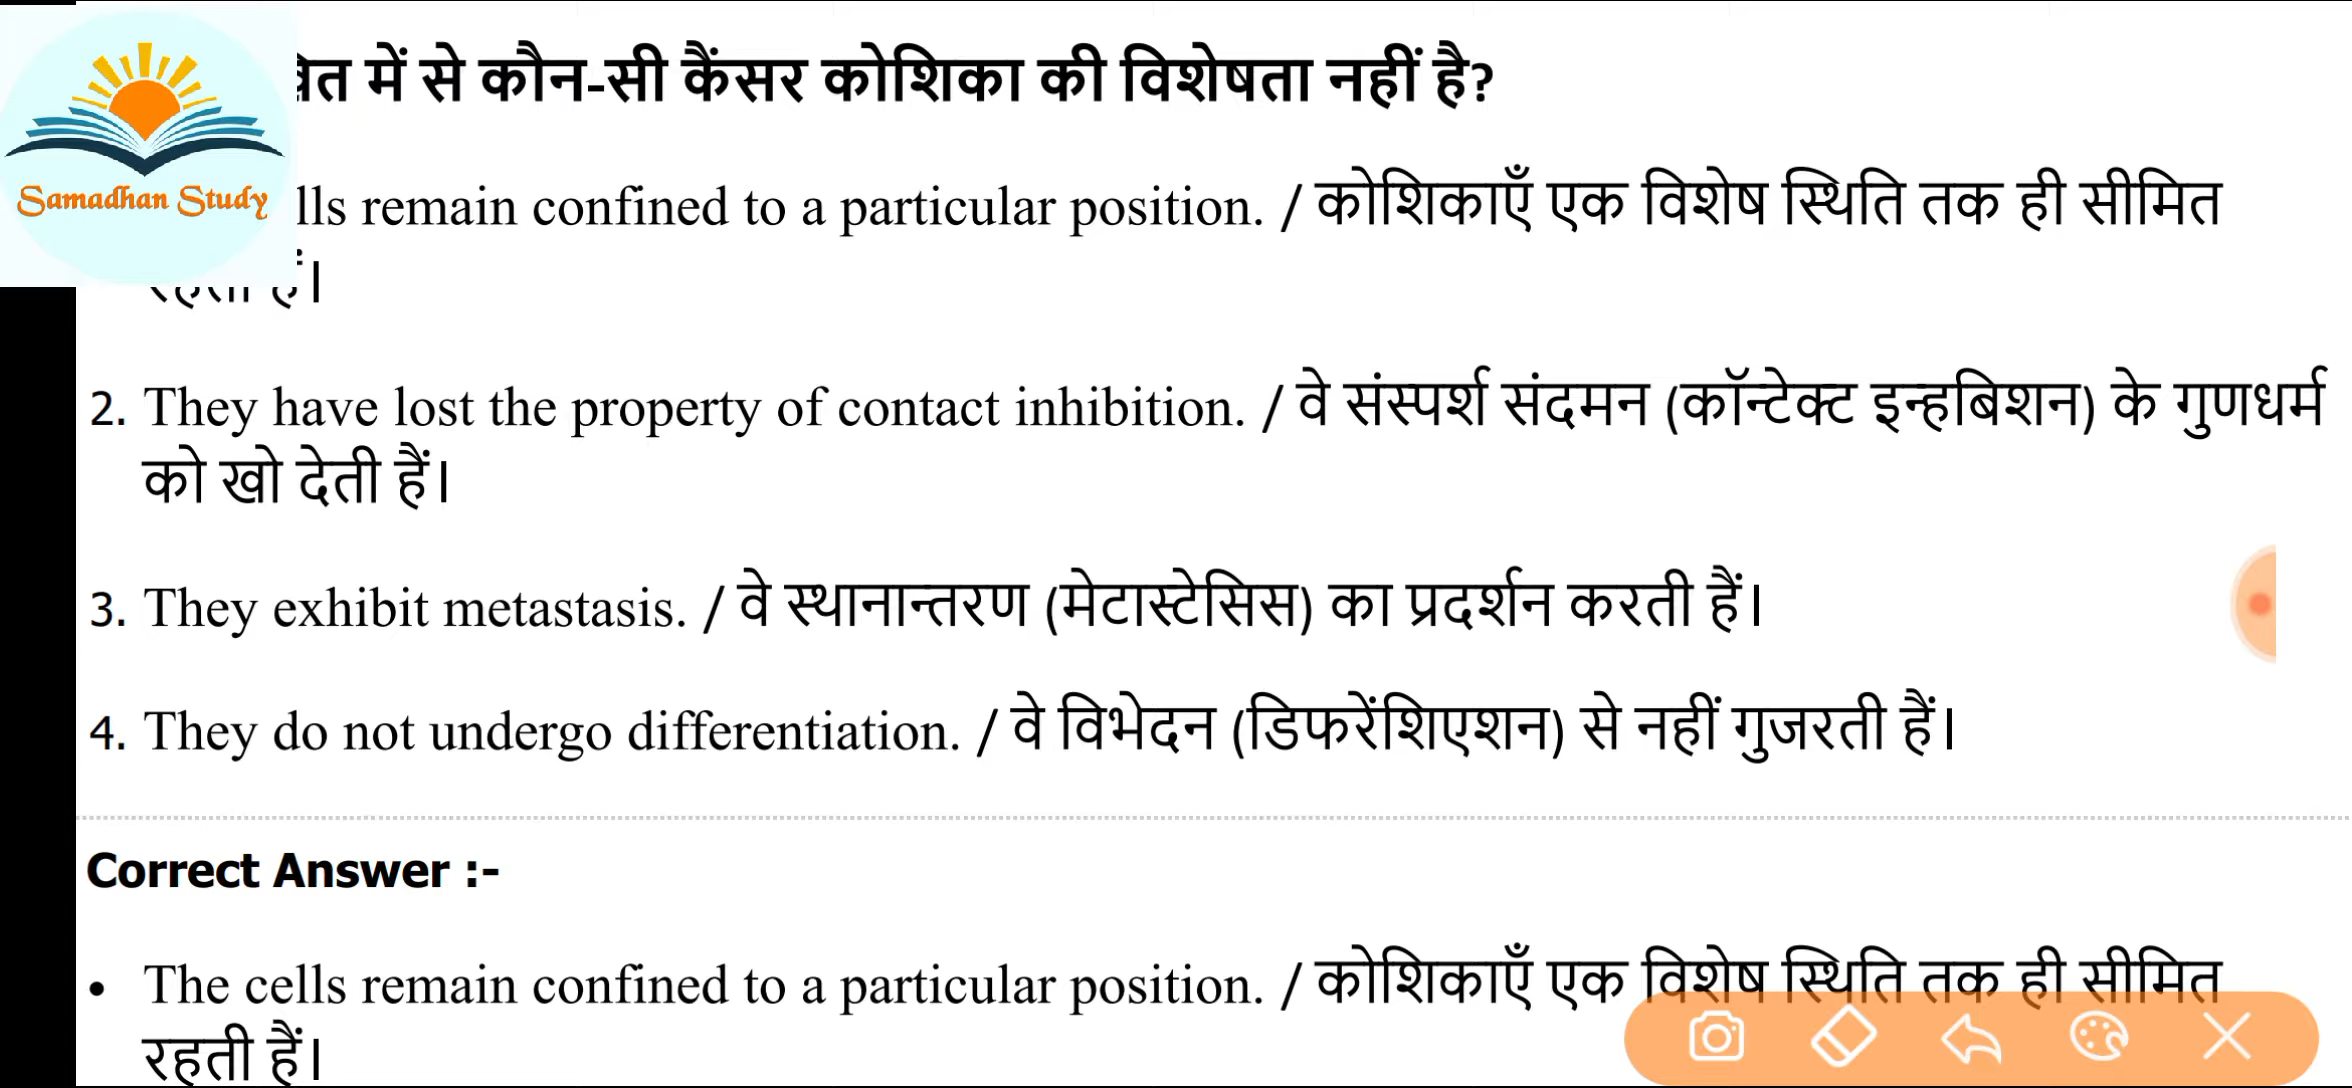 में से कौन-सी कैंसर कोशिका की विशेषता नहीं है?
Samadhan Study
remain confined to a particular position. / कोशिकाएँ एक विशेष स्थिति तक ही सीमित
2. They have lost the property of contact inhibition. / वे संस्पर्श संदमन (कॉन्टेक्ट इन्हबिशन) के गुणधर्म
को खो देती हैं।
3. They exhibit metastasis. / वे स्थानान्तरण (मेटास्टेसिस) का प्रदर्शन करती हैं।
4. They do not undergo differentiation. / वे विभेदन (डिफरेंशिएशन) से नहीं गुजरती हैं।
Correct Answer :-
• The cells remain confined to a particular position. / कोशिकाएँ एक विशेष स्थिति तक ही सीमित
रहती हैं।